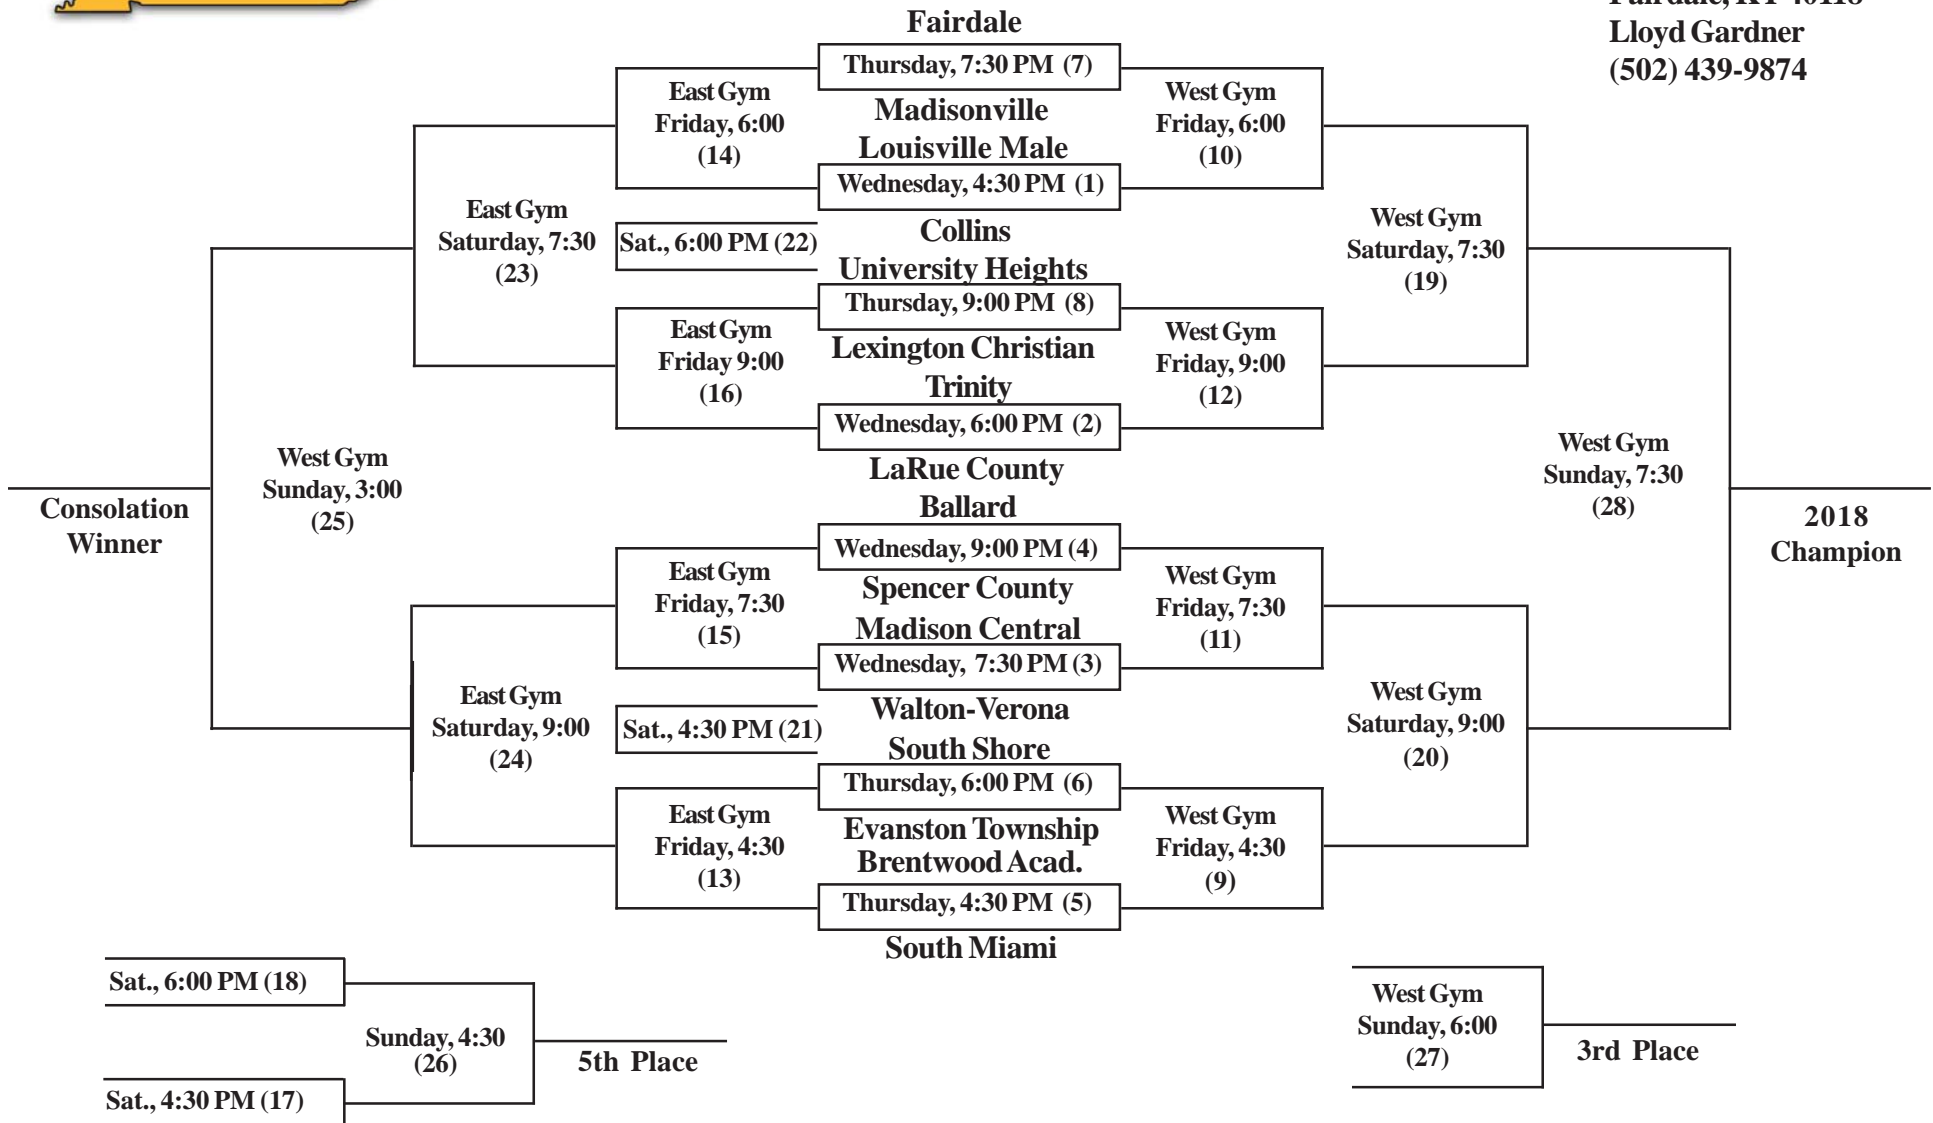 Fairdale, KY 40118
Lloyd Gardner
(502) 439-9874
Fairdale
Thursday, 7:30 PM (7)
Madisonville
Louisville Male
Wednesday, 4:30 PM (1)
Collins
University Heights
Thursday, 9:00 PM (8)
Lexington Christian
Trinity
Wednesday, 6:00 PM (2)
LaRue County
Ballard
Wednesday, 9:00 PM (4)
Spencer County
Madison Central
Wednesday, 7:30 PM (3)
Walton-Verona
South Shore
Thursday, 6:00 PM (6)
Evanston Township
Brentwood Acad.
Thursday, 4:30 PM (5)
South Miami
East Gym
Friday, 6:00
(14)
Sat., 6:00 PM (22)
East Gym
Friday 9:00
(16)
East Gym
Friday, 7:30
(15)
Sat., 4:30 PM (21)
East Gym
Friday, 4:30
(13)
East Gym
Saturday, 7:30
(23)
East Gym
Saturday, 9:00
(24)
West Gym
Sunday, 3:00
(25)
Consolation
Winner
West Gym
Friday, 6:00
(10)
West Gym
Friday, 9:00
(12)
West Gym
Friday, 7:30
(11)
West Gym
Friday, 4:30
(9)
West Gym
Saturday, 7:30
(19)
West Gym
Saturday, 9:00
(20)
West Gym
Sunday, 7:30
(28)
2018
Champion
Sat., 6:00 PM (18)
Sunday, 4:30
(26)
Sat., 4:30 PM (17)
5th Place
West Gym
Sunday, 6:00
(27)
3rd Place